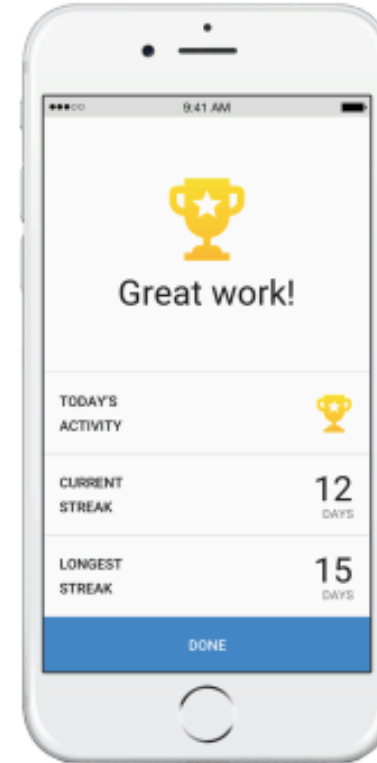 9:41 AM
Great work!
TODAY'S
ACTIVITY
CURRENT
STREAK
12
DAYS
LONGEST
STREAK
15
DAYS
DONE